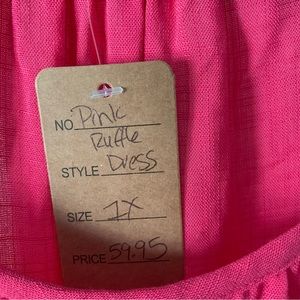 NO Pink
Ruffle
STYLE Dress
SIZE 1X
PRICE 59.95